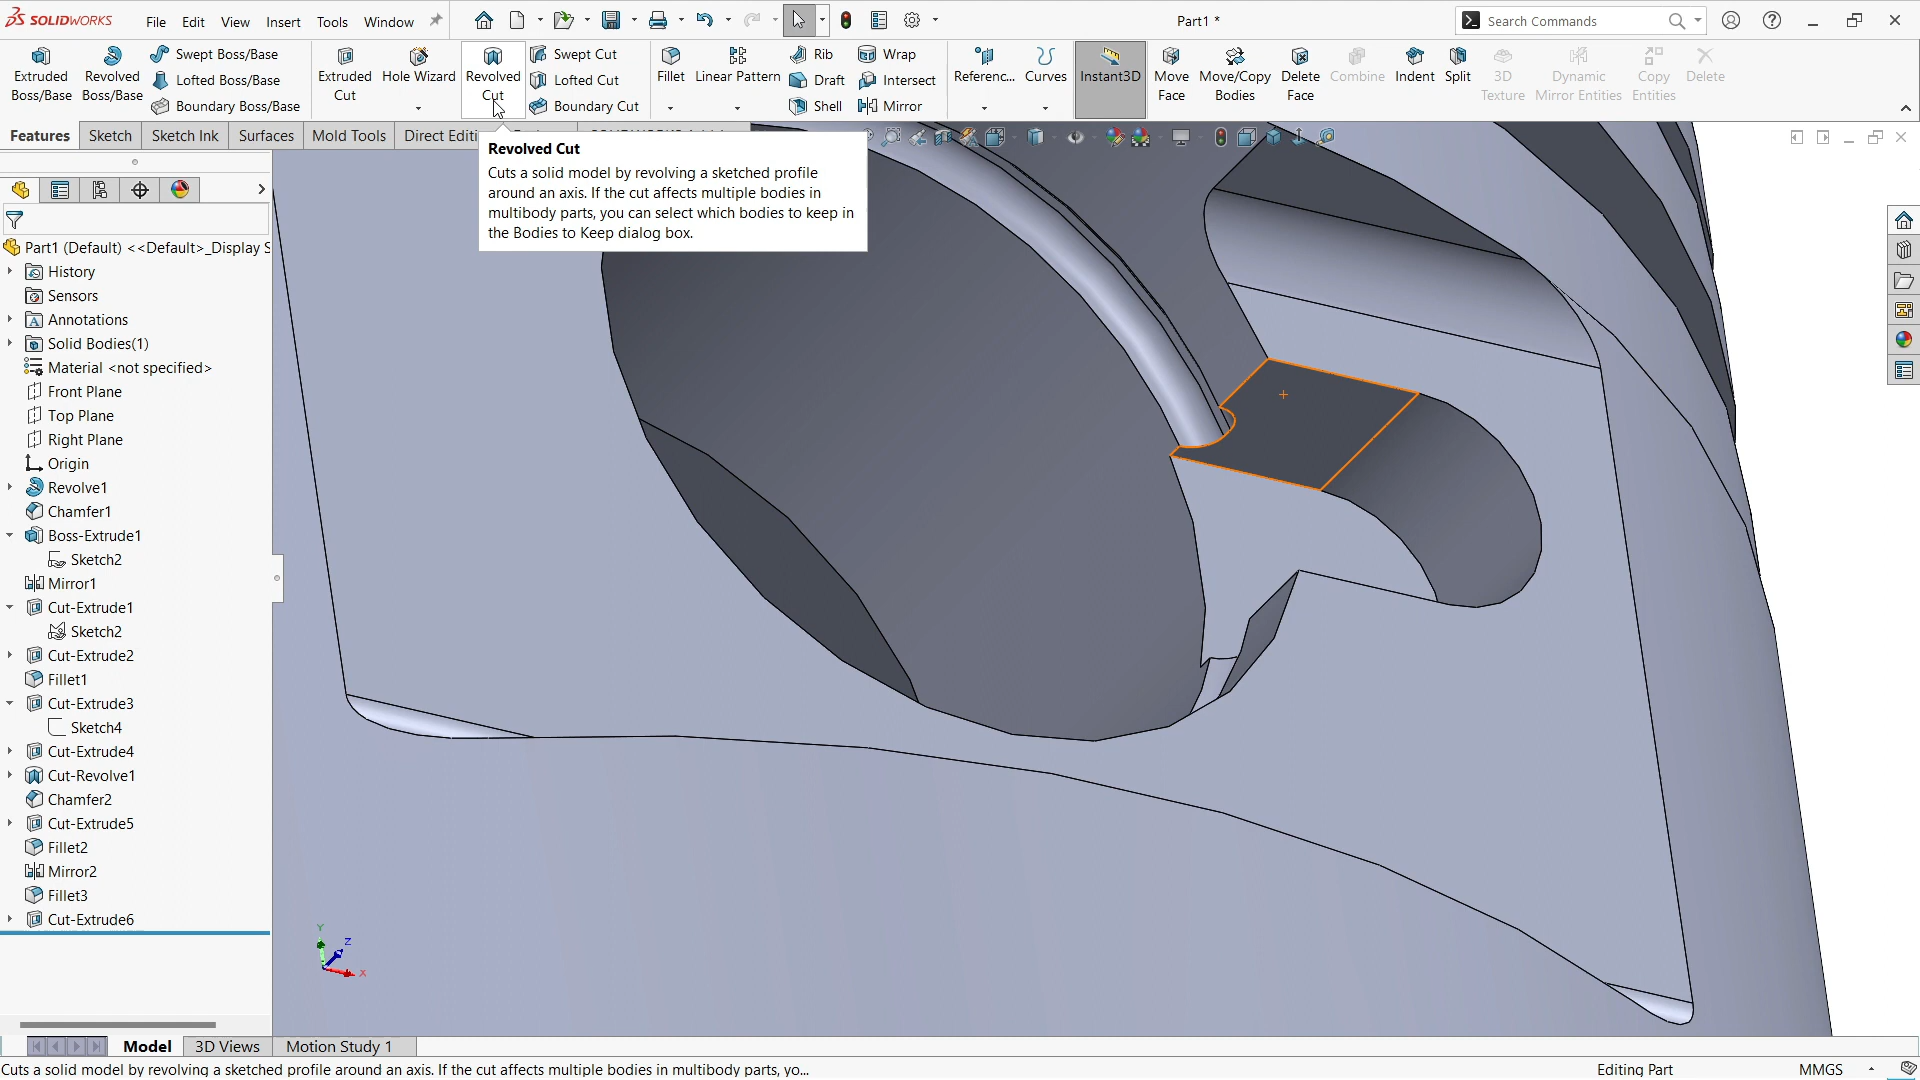 SOLIDWORKS File Edit View Insert Tools Window Part1 * Search Commands
Extruded Boss/Base
Revolved Boss/Base
Swept Boss/Base
Lofted Boss/Base
Boundary Boss/Base
Extruded Cut
Hole Wizard
Revolved Cut
Swept Cut
Lofted Cut
Boundary Cut
Fillet
Linear Pattern
Rib
Draft
Shell
Wrap
Intersect
Mirror
Referenc...
Curves
Instant3D
Move Face
Move/Copy Bodies
Delete Face
Combine
Indent
Split
3D Texture
Dynamic Mirror Entities
Copy Entities
Delete
Features Sketch Sketch Ink Surfaces Mold Tools Direct Editi
Revolved Cut
Cuts a solid model by revolving a sketched profile
around an axis. If the cut affects multiple bodies in
multibody parts, you can select which bodies to keep in
the Bodies to Keep dialog box.
Part1 (Default) <<Default>_Display S
History
Sensors
Annotations
Solid Bodies(1)
Material <not specified>
Front Plane
Top Plane
Right Plane
Origin
Revolve1
Chamfer1
Boss-Extrude1
Sketch2
Mirror1
Cut-Extrude1
Sketch2
Cut-Extrude2
Fillet1
Cut-Extrude3
Sketch4
Cut-Extrude4
Cut-Revolve1
Chamfer2
Cut-Extrude5
Fillet2
Mirror2
Fillet3
Cut-Extrude6
Y
Z
X
Model 3D Views Motion Study 1
Cuts a solid model by revolving a sketched profile around an axis. If the cut affects multiple bodies in multibody parts, yo... Editing Part MMGS